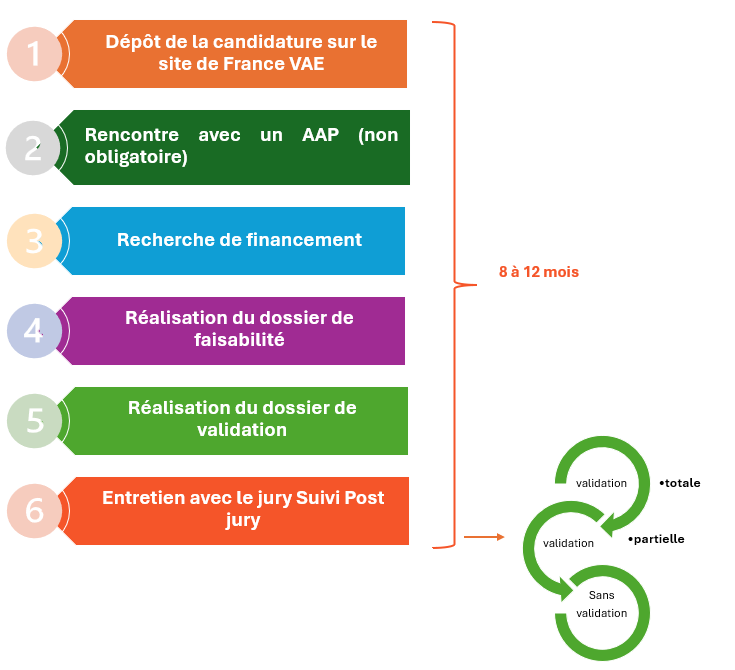 1
Dépôt de la candidature sur le
site de France VAE
2
Rencontre avec un AAP (non
obligatoire)
3
Recherche de financement
4
Réalisation du dossier de
faisabilité
5
Réalisation du dossier de
validation
6
Entretien avec le jury Suivi Post
jury
8 à 12 mois
validation
•totale
validation
•partielle
Sans
validation